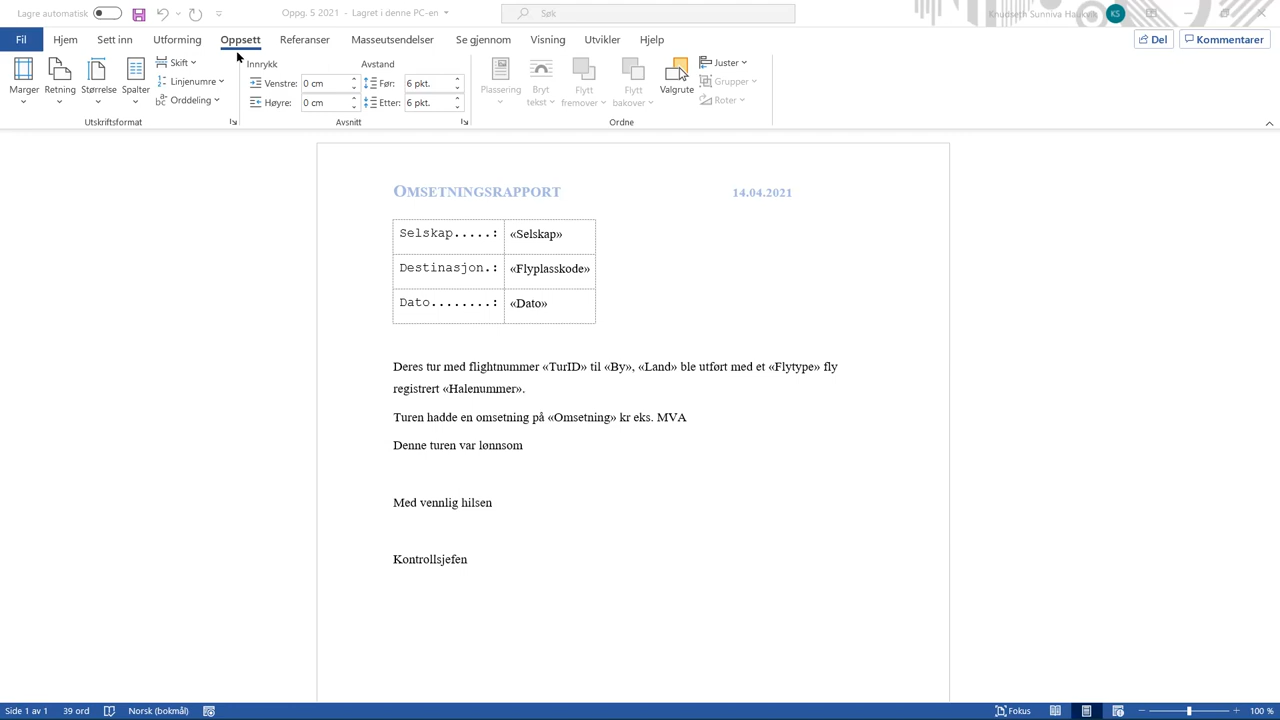 Lagre automatisk
Oppg. 5 2021 - Lagret i denne PC-en
Søk
Knudseth Sunniva Haukvik
KS
Fil
Hjem
Sett inn
Utforming
Oppsett
Referanser
Masseutsendelser
Se gjennom
Visning
Utvikler
Hjelp
Del
Kommentarer
Marger
Retning
Størrelse
Spalter
Skift
Linjenumre
Orddeling
Utskriftsformat
Innrykk
Venstre: 0 cm
Høyre: 0 cm
Avstand
Før: 6 pkt.
Etter: 6 pkt.
Avsnitt
Plassering
Bryt
tekst
Flytt
fremover
Flytt
bakover
Valgrute
Juster
Grupper
Roter
Ordne
OMSETNINGSRAPPORT 14.04.2021
Selskap.....: «Selskap»
Destinasjon.: «Flyplasskode»
Dato........: «Dato»
Deres tur med flightnummer «TurID» til «By», «Land» ble utført med et «Flytype» fly
registrert «Halenummer».
Turen hadde en omsetning på «Omsetning» kr eks. MVA
Denne turen var lønnsom
Med vennlig hilsen
Kontrollsjefen
Side 1 av 1
39 ord
Norsk (bokmål)
Fokus
100 %